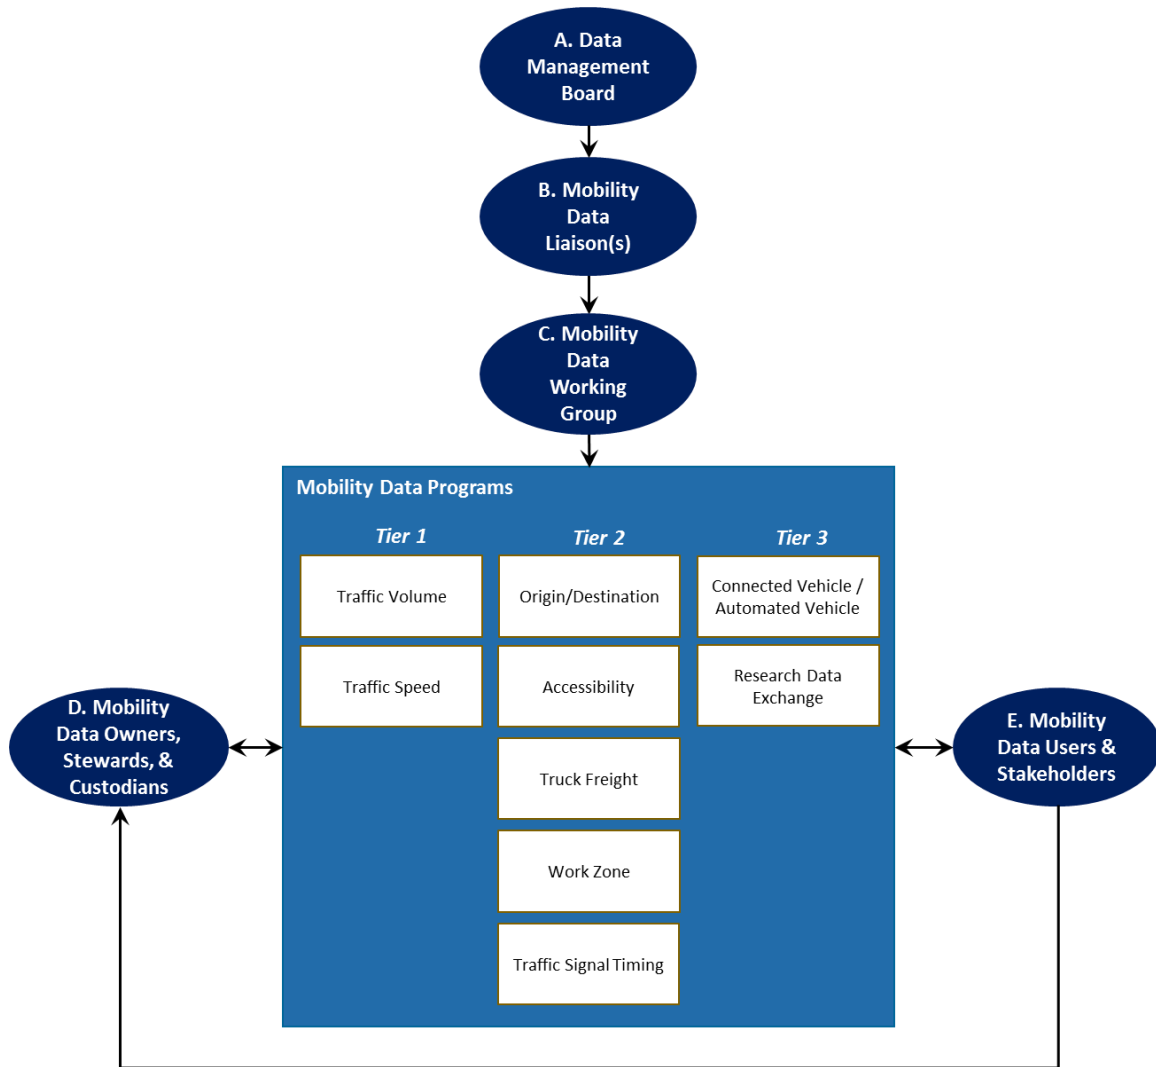 A. Data
Management
Board
B. Mobility
Data
Liaison(s)
C. Mobility
Data
Working
Group
Mobility Data Programs
Tier 1
Tier 2
Tier 3
Traffic Volume
Origin/Destination
Connected Vehicle /
Automated Vehicle
Traffic Speed
Accessibility
Research Data
Exchange
Truck Freight
Work Zone
Traffic Signal Timing
D. Mobility
Data Owners,
Stewards, &
Custodians
E. Mobility
Data Users &
Stakeholders